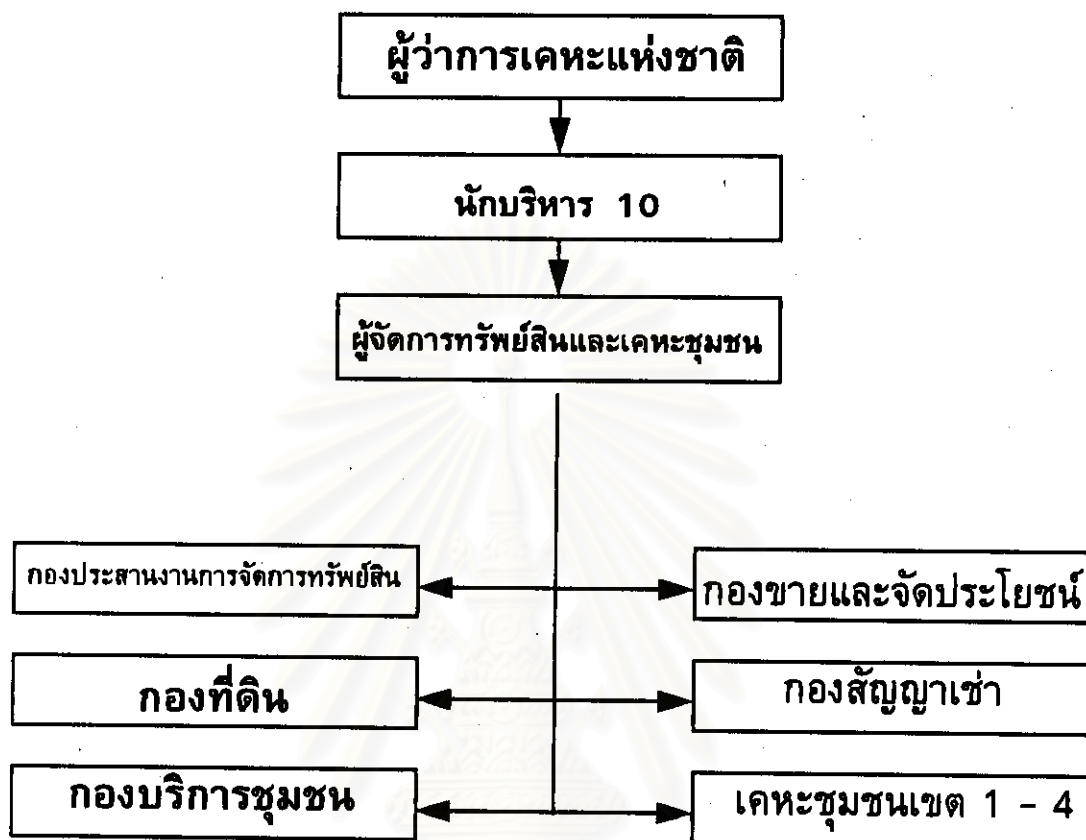 ผู้ว่าการเคหะแห่งชาติ
นักบริหาร 10
ผู้จัดการทรัพย์สินและเคหะชุมชน
กองประสานงานการจัดการทรัพย์สิน
กองขายและจัดประโยชน์
กองที่ดิน
กองสัญญาเช่า
กองบริการชุมชน
เคหะชุมชนเขต 1 - 4